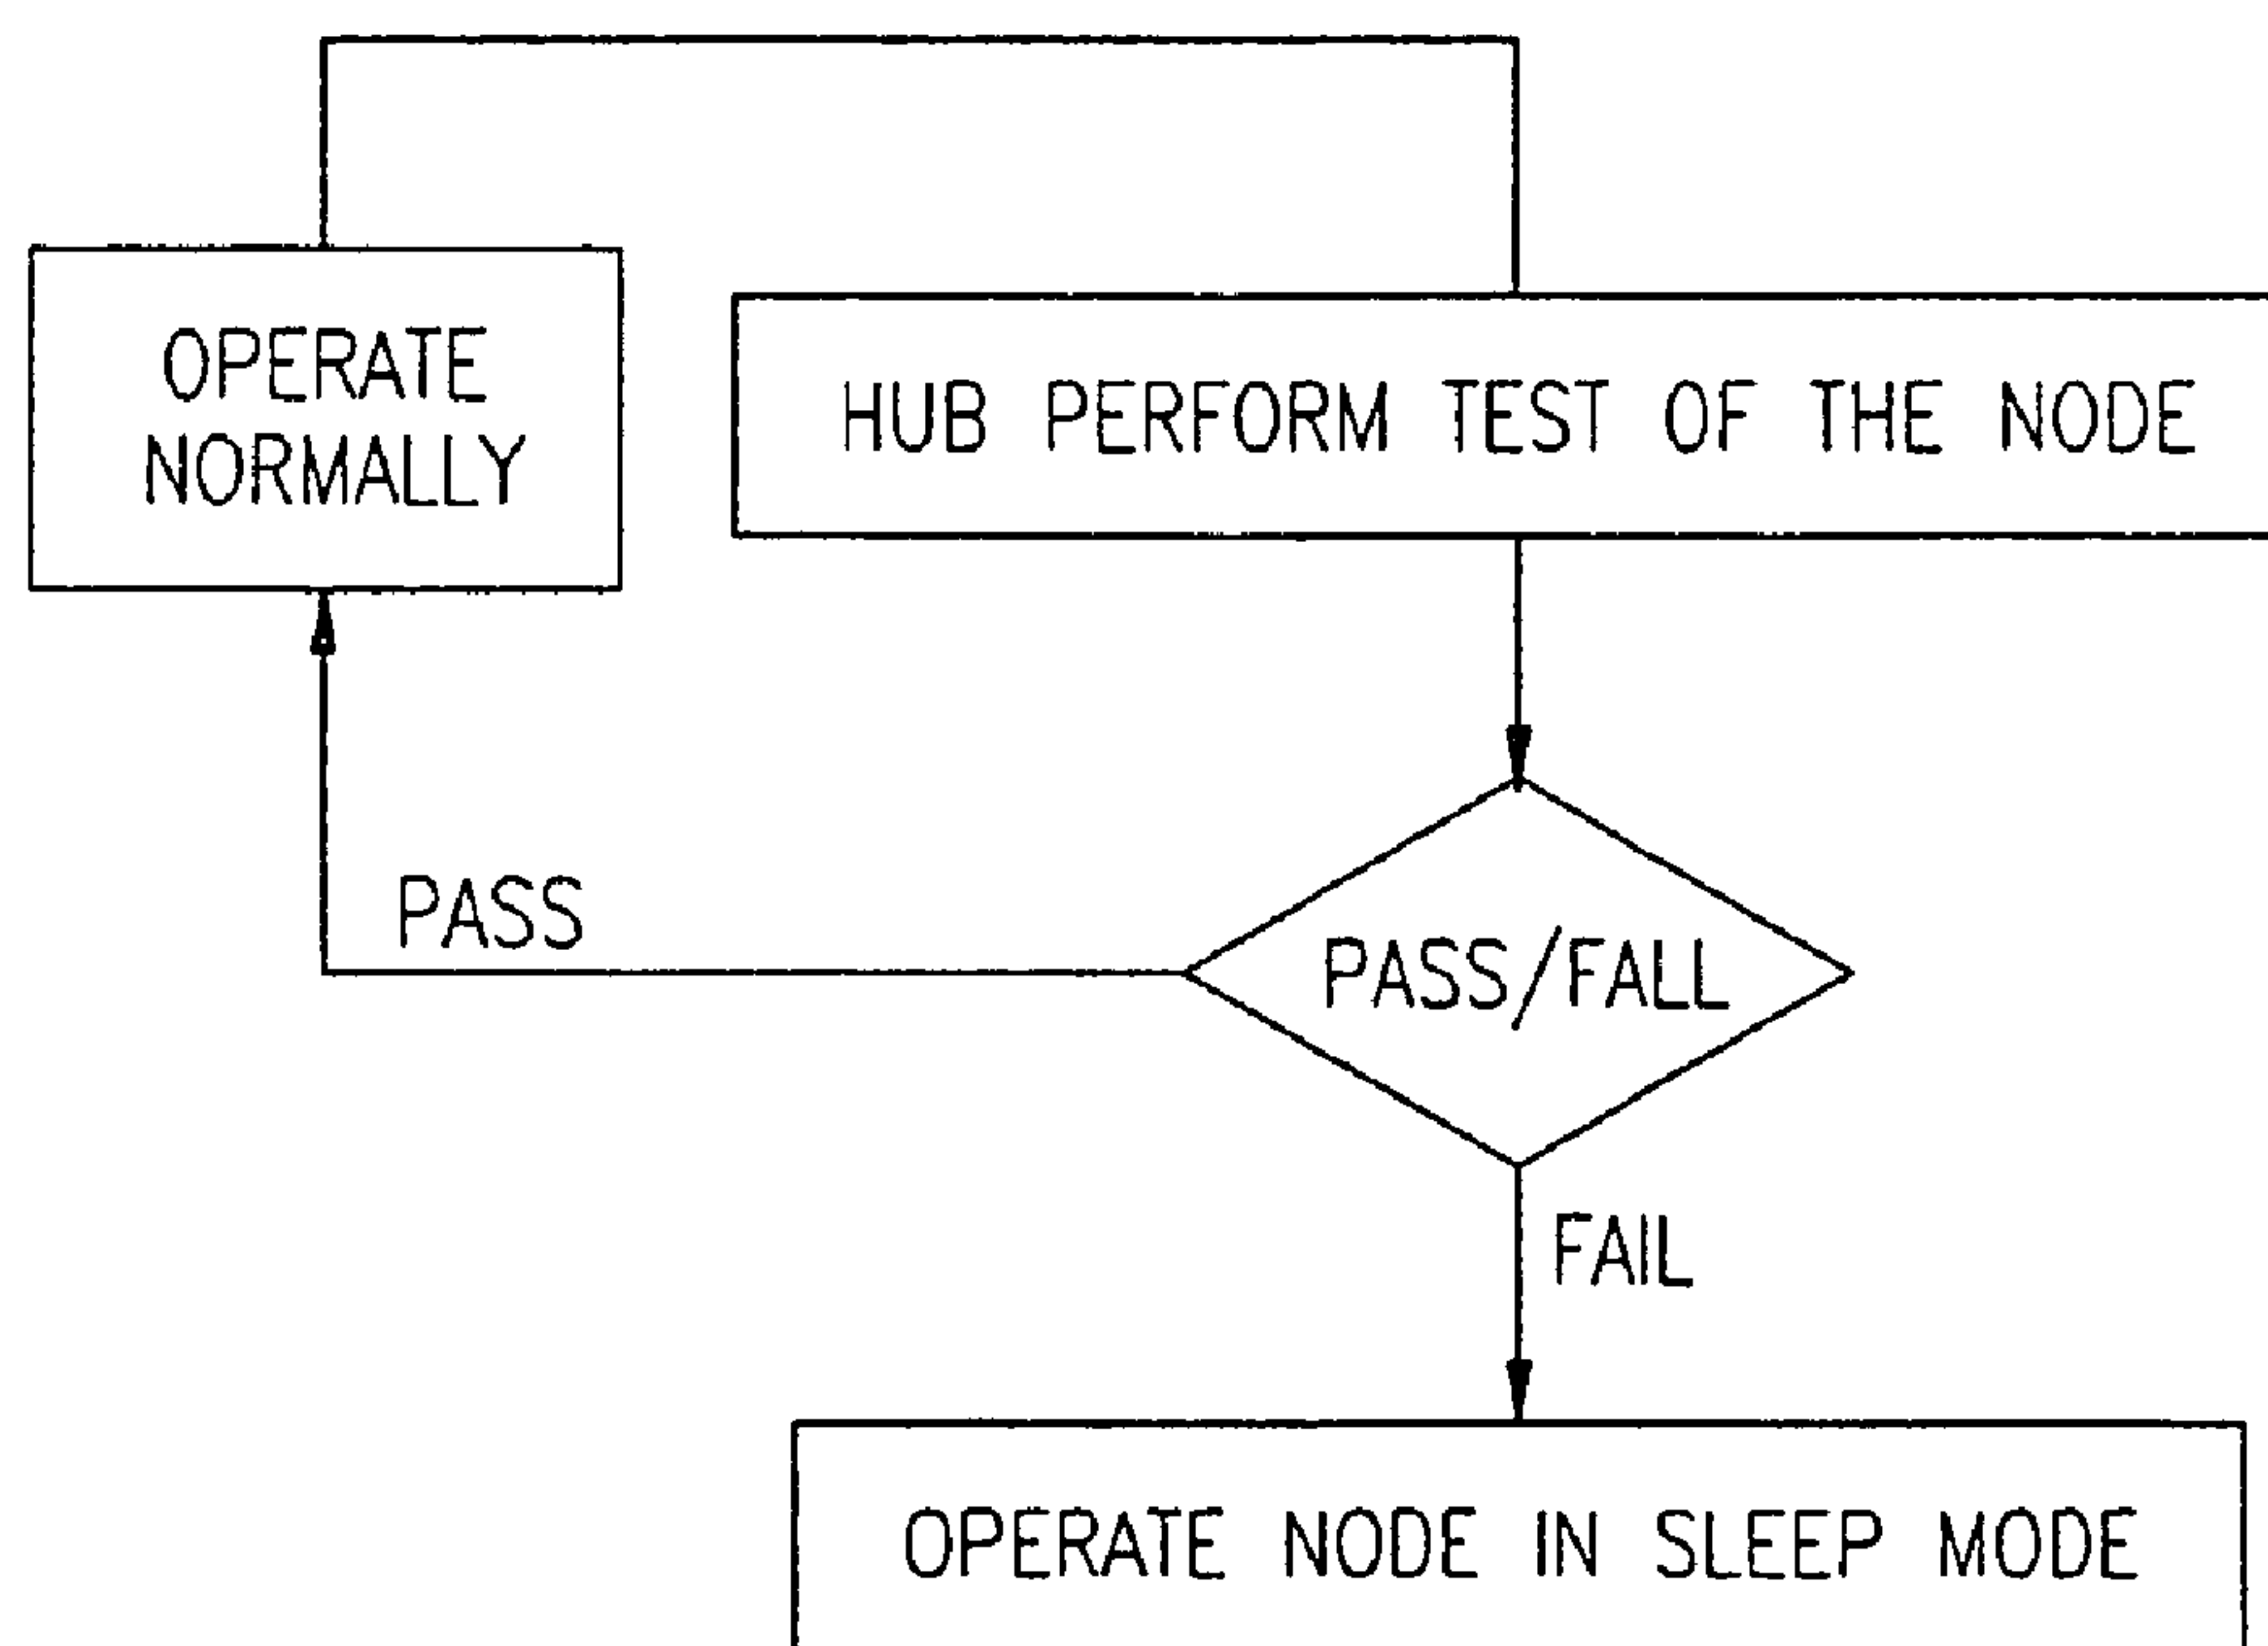 OPERATE
NORMALLY
HUB PERFORM TEST OF THE NODE
PASS
PASS/FALL
FAIL
OPERATE NODE IN SLEEP MODE